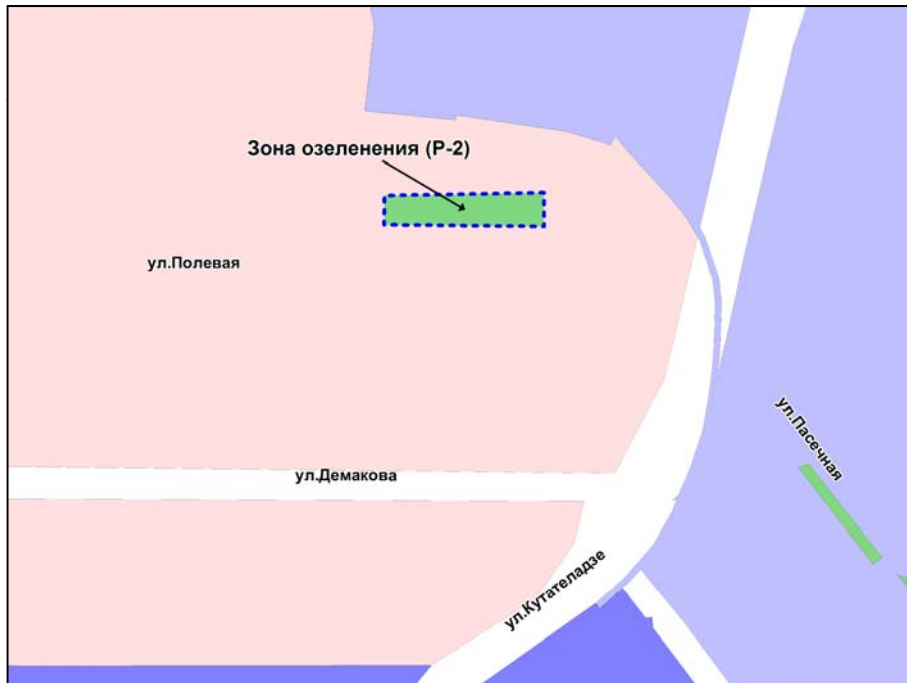 Зона озеленения (Р-2)
ул.Полевая
ул.Пасечная
ул.Демакова
ул.Кутателадзе